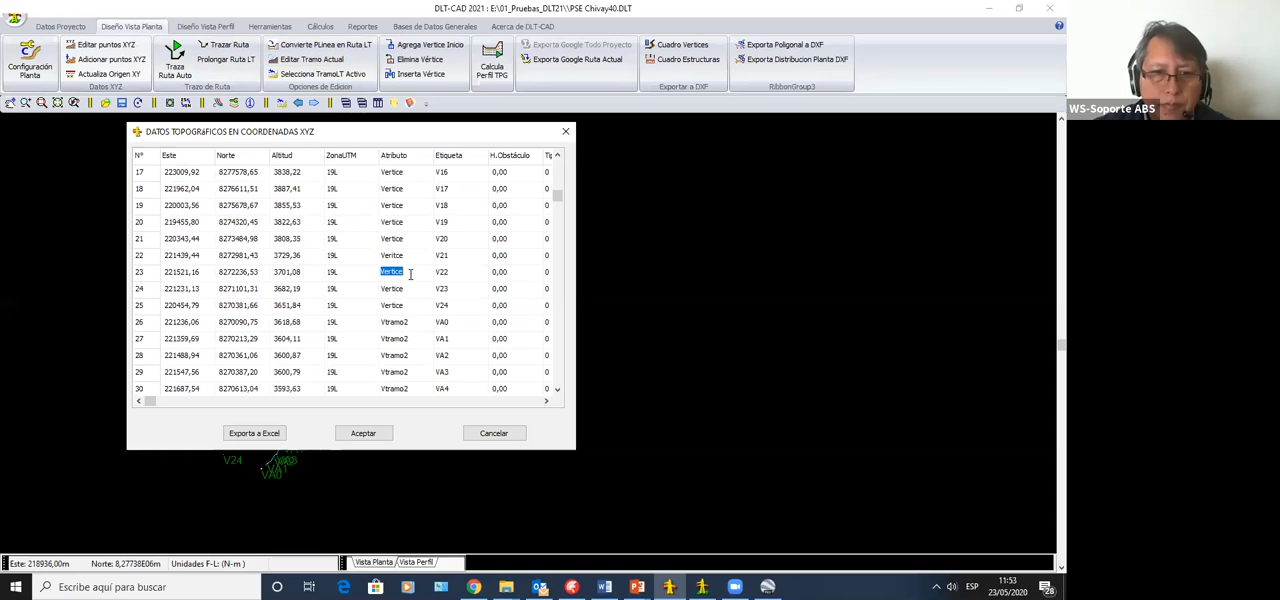 DLT-CAD 2021 : E:\01_Pruebas_DLT21\\PSE Chivay40.DLT
Datos Proyecto
Diseño Vista Planta
Diseño Vista Perfil
Herramientas
Cálculos
Reportes
Bases de Datos Generales
Acerca de DLT-CAD
Configuración Planta
Editar puntos XYZ
Adicionar puntos XYZ
Actualiza Origen XY
Datos XYZ
Traza Ruta Auto
Trazar Ruta
Prolongar Ruta LT
Trazo de Ruta
Convierte PLinea en Ruta LT
Editar Tramo Actual
Selecciona TramoLT Activo
Opciones de Edicion
Agrega Vertice Inicio
Elimina Vértice
Inserta Vértice
Calcula Perfil TPG
Exporta Google Todo Proyecto
Exporta Google Ruta Actual
Cuadro Vertices
Cuadro Estructuras
Exportar a DXF
Exporta Poligonal a DXF
Exporta Distribucion Planta DXF
RibbonGroup3
WS-Soporte ABS
DATOS TOPOGRáFICOS EN COORDENADAS XYZ
N° Este Norte Altitud ZonaUTM Atributo Etiqueta H.Obstáculo Tip
17 223009,92 8277578,65 3838,22 19L Vertice V16 0,00 0
18 221962,04 8276611,51 3887,41 19L Vertice V17 0,00 0
19 220003,56 8275678,67 3855,53 19L Vertice V18 0,00 0
20 219455,80 8274320,45 3822,63 19L Vertice V19 0,00 0
21 220343,44 8273484,98 3808,35 19L Vertice V20 0,00 0
22 221439,44 8272981,43 3729,36 19L Veritce V21 0,00 0
23 221521,16 8272236,53 3701,08 19L Vertice V22 0,00 0
24 221231,13 8271101,31 3682,19 19L Vertice V23 0,00 0
25 220454,79 8270381,66 3651,84 19L Vertice V24 0,00 0
26 221236,06 8270090,75 3618,68 19L Vtramo2 VA0 0,00 0
27 221359,69 8270213,29 3604,11 19L Vtramo2 VA1 0,00 0
28 221488,94 8270361,06 3600,87 19L Vtramo2 VA2 0,00 0
29 221547,56 8270387,20 3600,79 19L Vtramo2 VA3 0,00 0
30 221687,54 8270613,04 3593,63 19L Vtramo2 VA4 0,00 0
Exporta a Excel
Aceptar
Cancelar
V24
VA0
Este: 218936,00m Norte: 8,27738E06m Unidades F-L: (N-m )
Vista Planta
Vista Perfil
Escribe aquí para buscar
ESP
11:53
23/05/2020
28